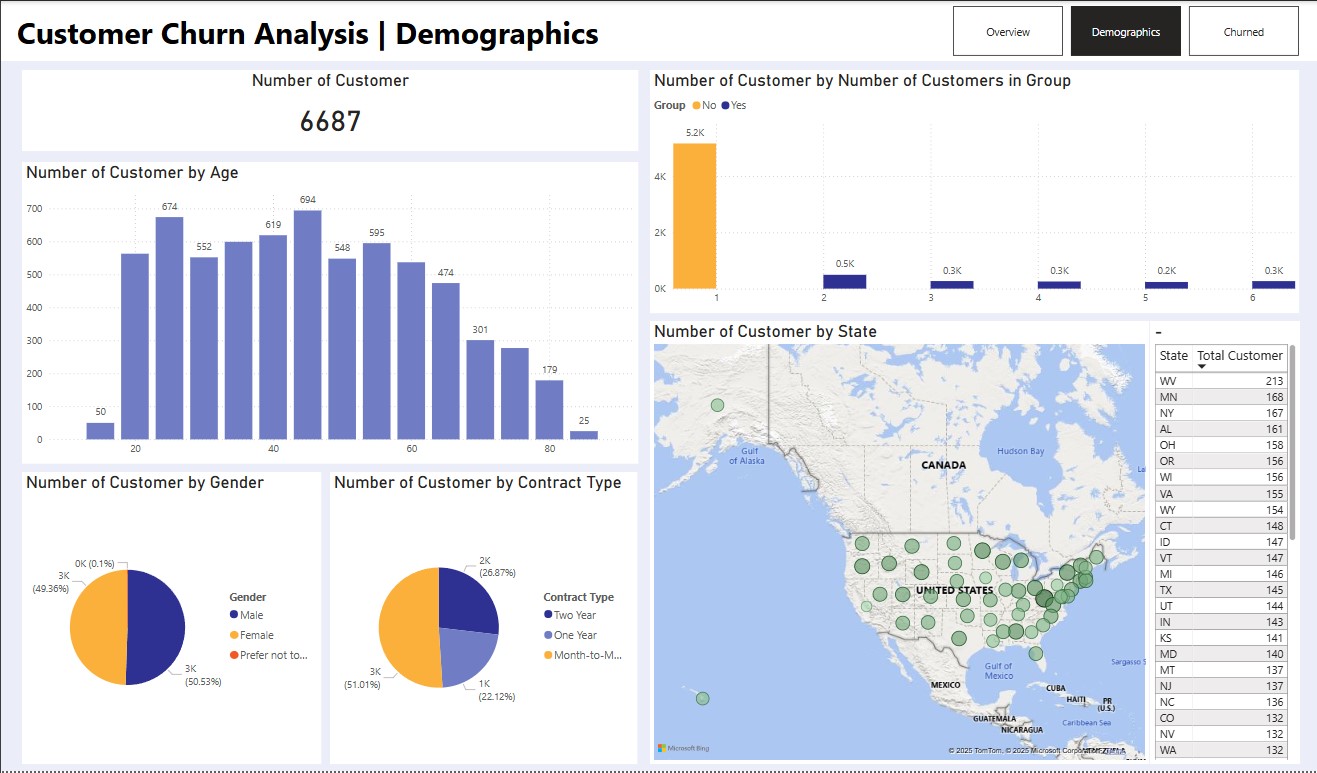 Customer Churn Analysis | Demographics
Overview
Demographics
Churned
Number of Customer
6687
Number of Customer by Age
700
600
500
400
300
200
100
0
50
674
552
619
694
548
595
474
301
179
25
20
40
60
80
Number of Customer by Gender
0K (0.1%)
3K
(49.36%)
3K
(50.53%)
Gender
Male
Female
Prefer not to...
Number of Customer by Contract Type
2K
(26.87%)
3K
(51.01%)
1K
(22.12%)
Contract Type
Two Year
One Year
Month-to-M...
Number of Customer by Number of Customers in Group
Group No Yes
4K
2K
0K
5.2K
0.5K
0.3K
0.3K
0.2K
0.3K
1
2
3
4
5
6
Number of Customer by State
Gulf
of Alaska
CANADA
Hudson Bay
La
UNITED STATES
Gulf of
Mexico
MEXICO
Sargasso S
CUBA
HAITI
PR
(U.S.)
GUATEMALA
NICARAGUA
Caribbean Sea
Microsoft Bing
© 2025 TomTom, © 2025 Microsoft Corporation
-
State Total Customer
WV 213
MN 168
NY 167
AL 161
OH 158
OR 156
WI 156
VA 155
WY 154
CT 148
ID 147
VT 147
MI 146
TX 145
UT 144
IN 143
KS 141
MD 140
MT 137
NJ 137
NC 136
CO 132
NV 132
WA 132